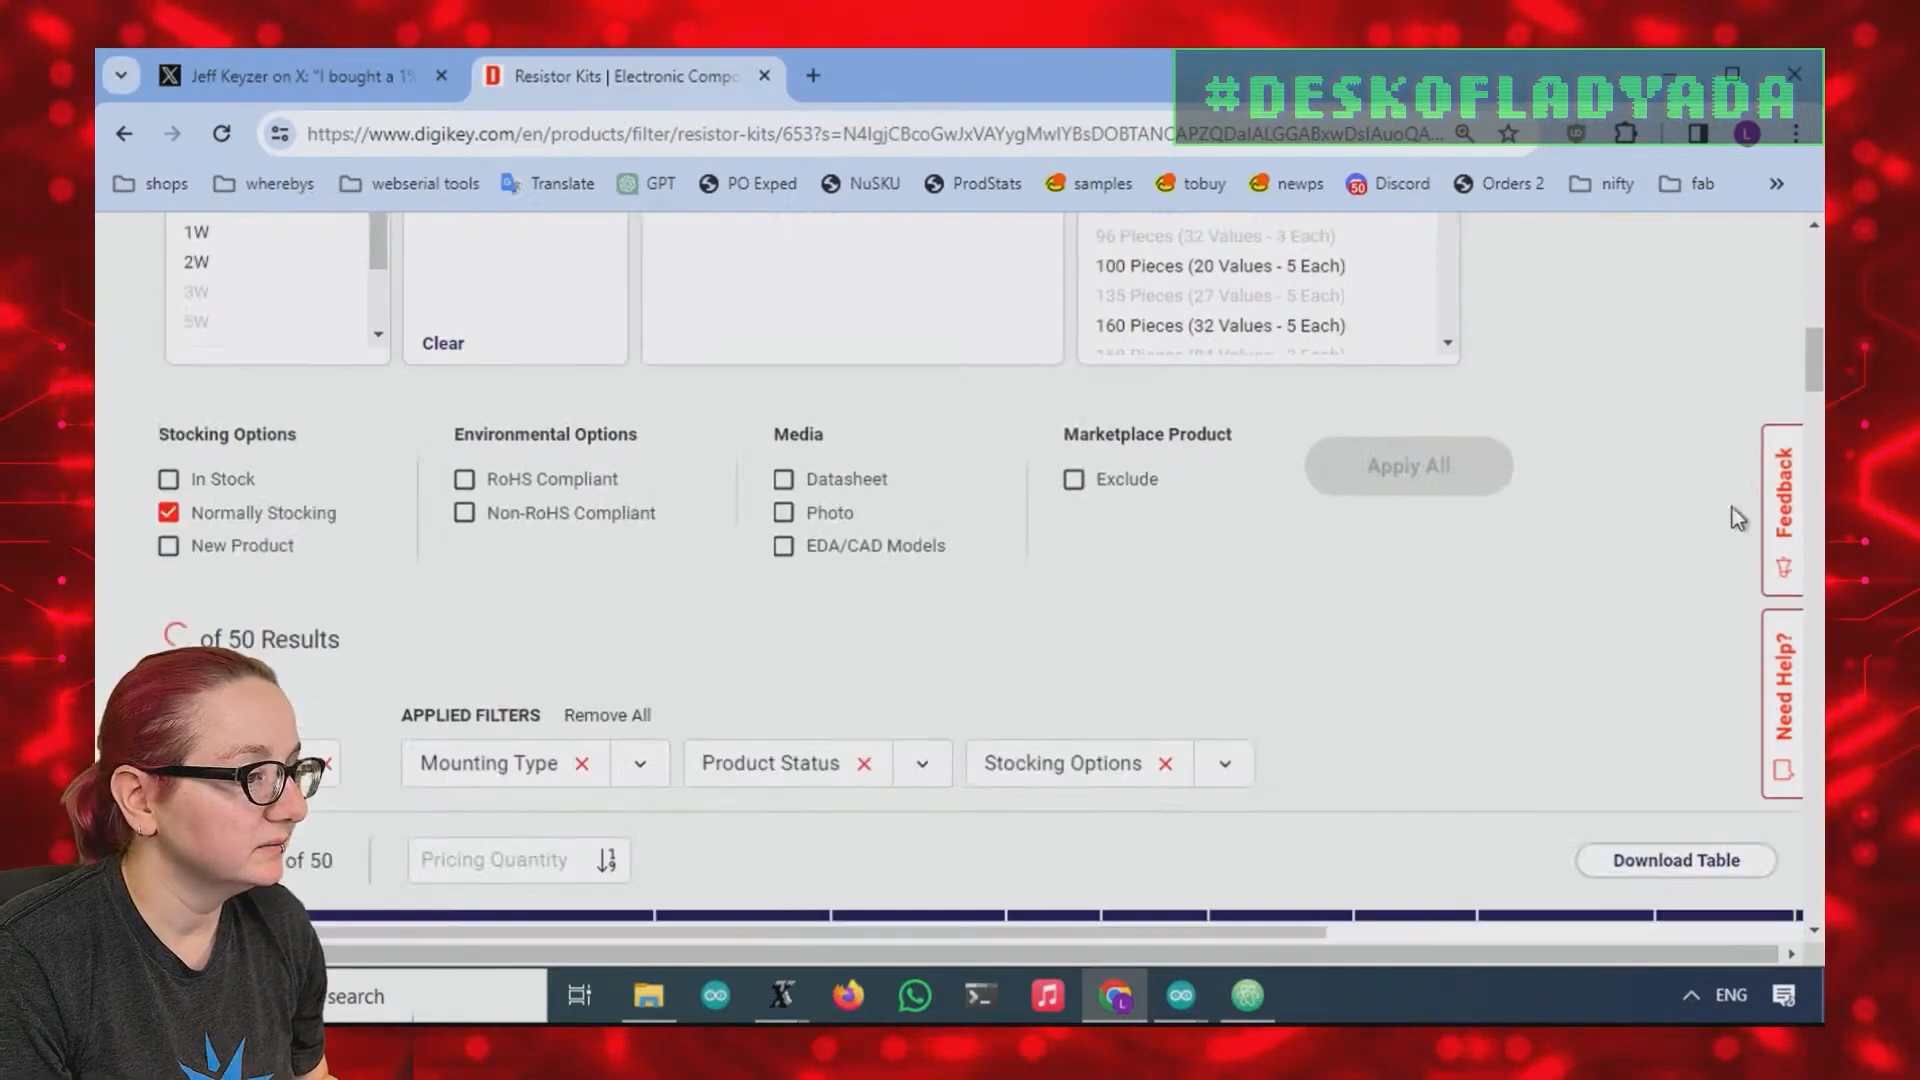 #DESKOFLADYADA
Jeff Keyzer on X: "I bought a 1%
Resistor Kits | Electronic Compo
https://www.digikey.com/en/products/filter/resistor-kits/653?s=
shops
wherebys
webserial tools
Translate
GPT
PO Exped
NuSKU
ProdStats
samples
tobuy
newps
50
Discord
Orders 2
nifty
fab
1W
2W
3W
5W
Clear
96 Pieces (32 Values - 3 Each)
100 Pieces (20 Values - 5 Each)
135 Pieces (27 Values - 5 Each)
160 Pieces (32 Values - 5 Each)
Stocking Options
In Stock
Normally Stocking
New Product
Environmental Options
RoHS Compliant
Non-RoHS Compliant
Media
Datasheet
Photo
EDA/CAD Models
Marketplace Product
Exclude
Apply All
Feedback
Need Help?
of 50 Results
APPLIED FILTERS Remove All
Mounting Type
Product Status
Stocking Options
of 50
Pricing Quantity
Download Table
search
ENG